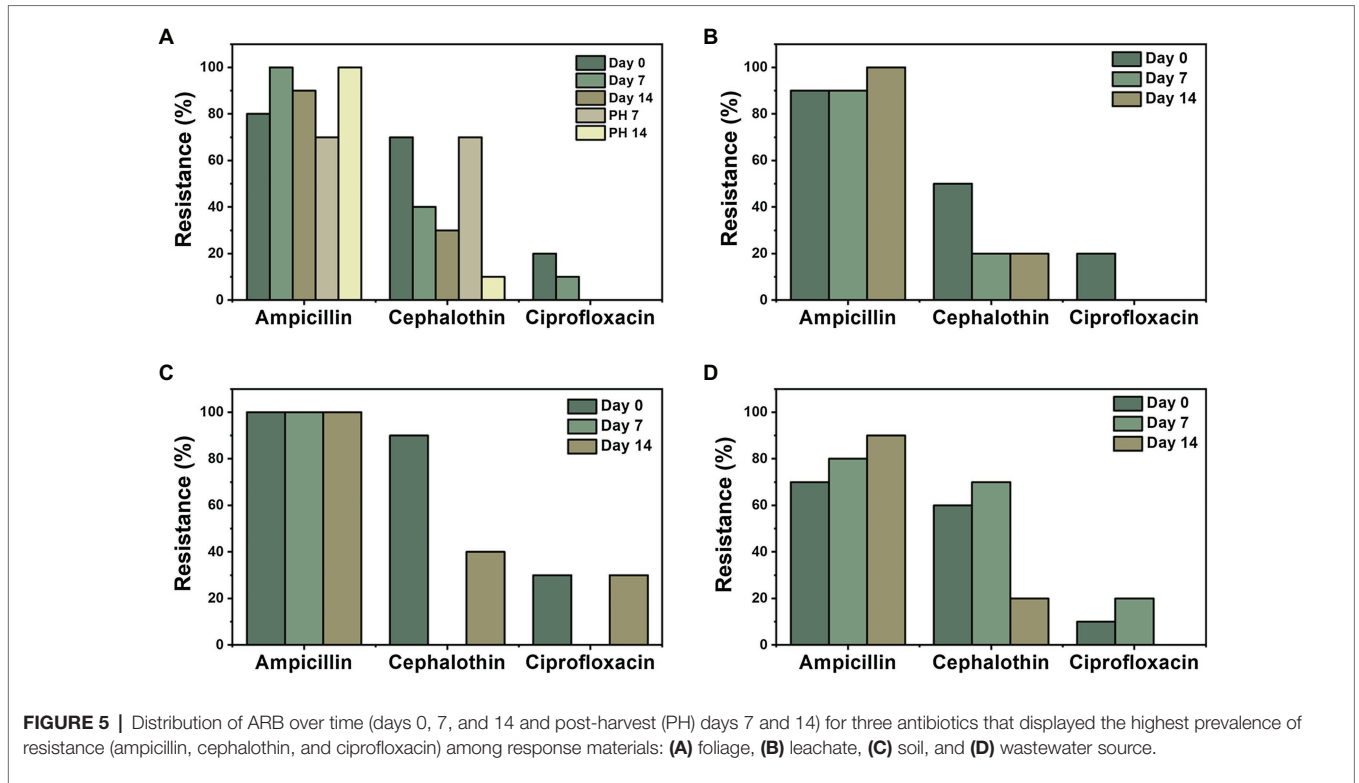 A
Resistance (%)
100
80
60
40
20
0
Day 0
Day 7
Day 14
PH 7
PH 14
Ampicillin Cephalothin Ciprofloxacin
B
Resistance (%)
100
80
60
40
20
0
Day 0
Day 7
Day 14
Ampicillin Cephalothin Ciprofloxacin
C
Resistance (%)
100
80
60
40
20
0
Day 0
Day 7
Day 14
Ampicillin Cephalothin Ciprofloxacin
D
Resistance (%)
100
80
60
40
20
0
Day 0
Day 7
Day 14
Ampicillin Cephalothin Ciprofloxacin
FIGURE 5 | Distribution of ARB over time (days 0, 7, and 14 and post-harvest (PH) days 7 and 14) for three antibiotics that displayed the highest prevalence of
resistance (ampicillin, cephalothin, and ciprofloxacin) among response materials: (A) foliage, (B) leachate, (C) soil, and (D) wastewater source.